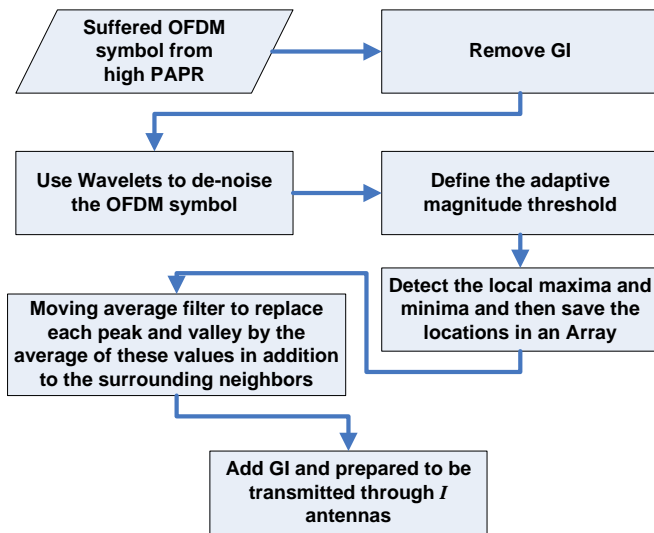 Suffered OFDM
symbol from
high PAPR
Remove GI
Use Wavelets to de-noise
the OFDM symbol
Define the adaptive
magnitude threshold
Detect the local maxima and
minima and then save the
locations in an Array
Moving average filter to replace
each peak and valley by the
average of these values in addition
to the surrounding neighbors
Add GI and prepared to be
transmitted through I
antennas